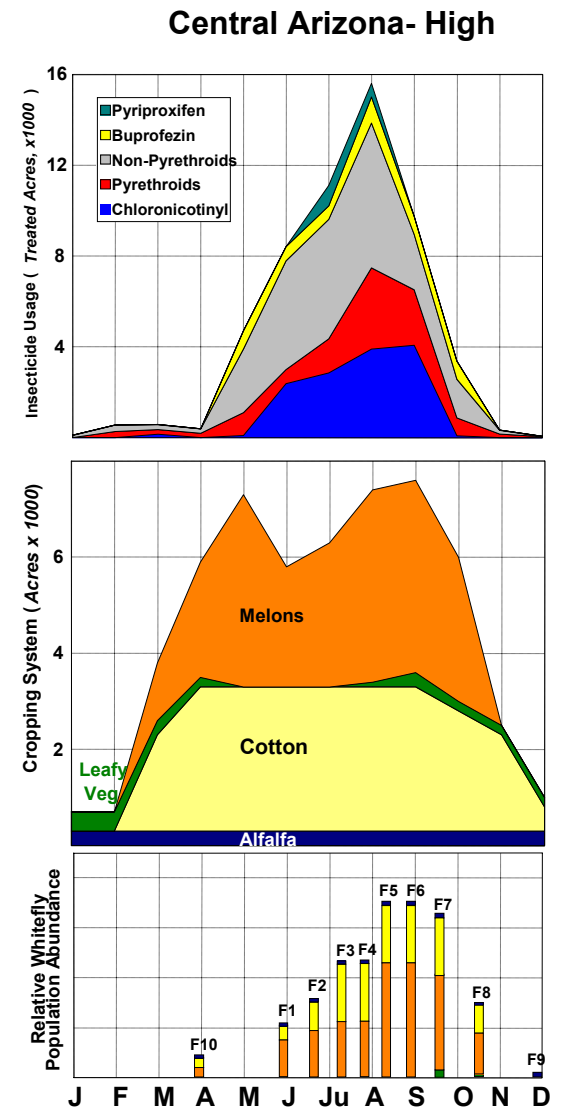 Central Arizona- High
Insecticide Usage ( Treated Acres, x1000 )
16
12
8
4
Pyriproxifen
Buprofezin
Non-Pyrethroids
Pyrethroids
Chloronicotinyl
Cropping System ( Acres x 1000)
6
4
2
Melons
Cotton
Leafy
Veg
Alfalfa
Relative Whitefly
Population Abundance
F10
F1
F2
F3
F4
F5
F6
F7
F8
F9
J F M A M J Ju A S O N D